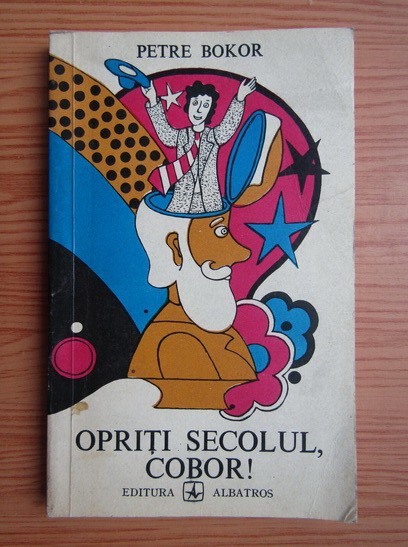 PETRE BOKOR
OPRIȚI SECOLUL,
COBOR!
EDITURA ALBATROS